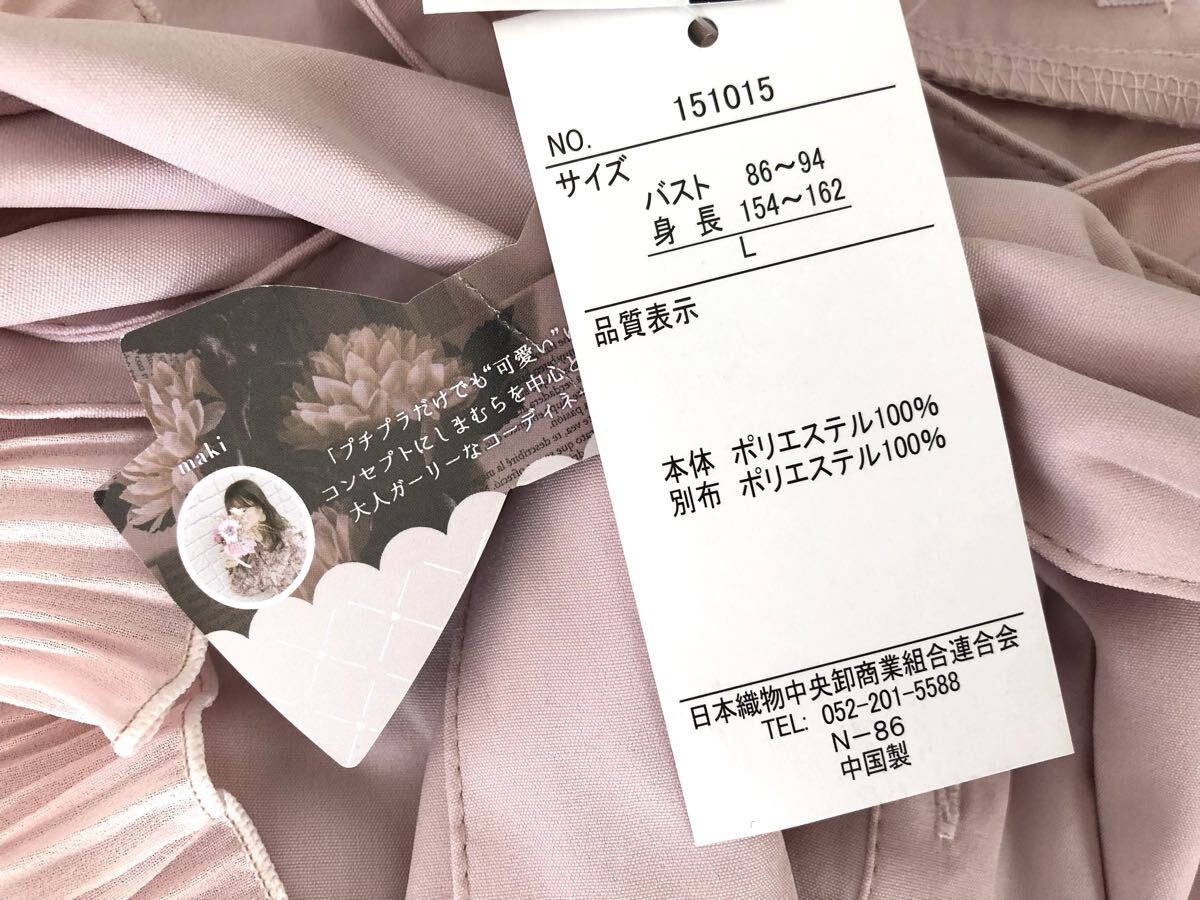 NO. 151015
サイズ
バスト 86～94
身長 154～162
L
品質表示
本体 ポリエステル100%
別布 ポリエステル100%
日本織物中央卸商業組合連合会
TEL: 052-201-5588
N－86
中国製
maki
「プチプラだけでも“可愛い”
コンセプトにしまむらを中心と
大人ガーリーなコーディネ